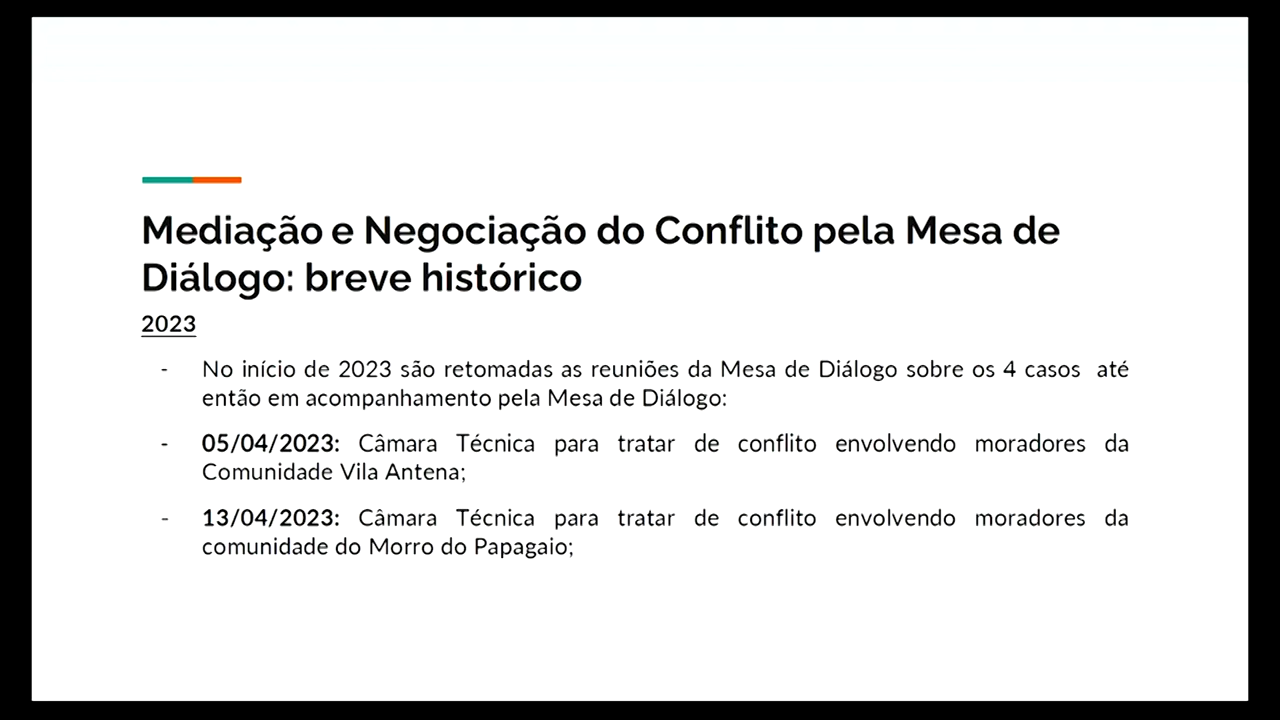 Mediação e Negociação do Conflito pela Mesa de
Diálogo: breve histórico
2023
- No início de 2023 são retomadas as reuniões da Mesa de Diálogo sobre os 4 casos até
então em acompanhamento pela Mesa de Diálogo:
- 05/04/2023: Câmara Técnica para tratar de conflito envolvendo moradores da
Comunidade Vila Antena;
- 13/04/2023: Câmara Técnica para tratar de conflito envolvendo moradores da
comunidade do Morro do Papagaio;